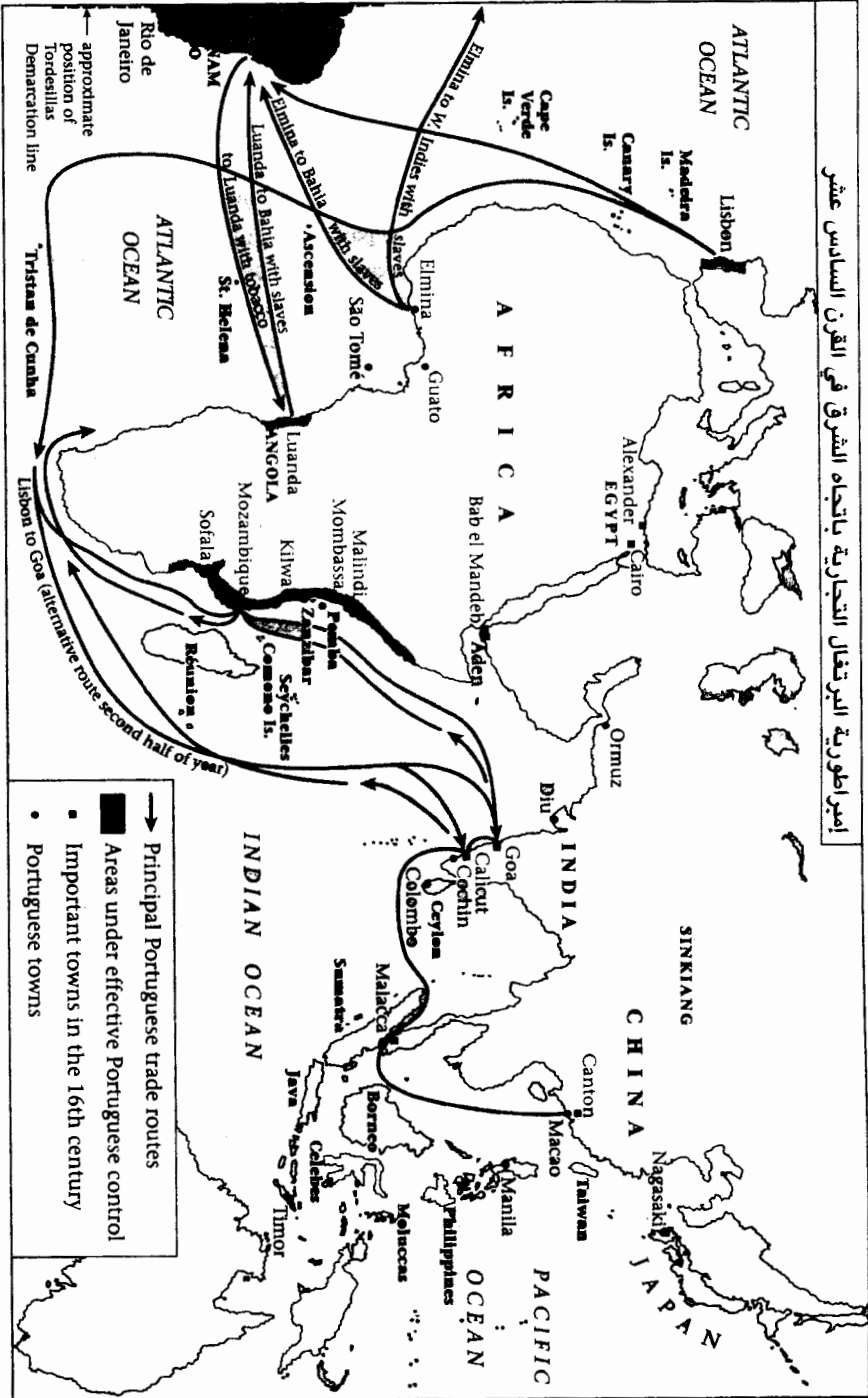 إمبراطورية البرتغال التجارية باتجاه الشرق في القرن السادس عشر
ATLANTIC
OCEAN
Lisbon
Madeira
Is.
Canary
Is.
Cape
Verde
Is.
Elmina to W. Indies with
slaves
Elmina to Bahia
with slaves
Luanda to Bahia with slaves
to Luanda with tobacco
NAM
O
Rio de
Janeiro
approximate
position of
Tordesillas
Demarcation line
ATLANTIC
OCEAN
Ascension
St. Helena
Tristan de Cunha
Elmina
São Tomé
Guato
AFRICA
Alexander
EGYPT
Cairo
Bab el Mandeb
Aden
Luanda
ANGOLA
Malindi
Mombassa
Kilwa
Mozambique
Sofala
Pemba
Zanzibar
Seychelles
Comono Is.
Réunion
Lisbon to Goa (alternative route second half of year)
Ormuz
Diu
INDIA
Goa
Calicut
Cochin
Ceylon
Colombo
INDIAN OCEAN
SINKIANG
CHINA
Canton
Macao
Taiwan
Nagasaki
JAPAN
PACIFIC
OCEAN
Manila
Philippines
Malacca
Sumatra
Borneo
Java
Celebes
Moluccas
Timor
Principal Portuguese trade routes
Areas under effective Portuguese control
Important towns in the 16th century
Portuguese towns